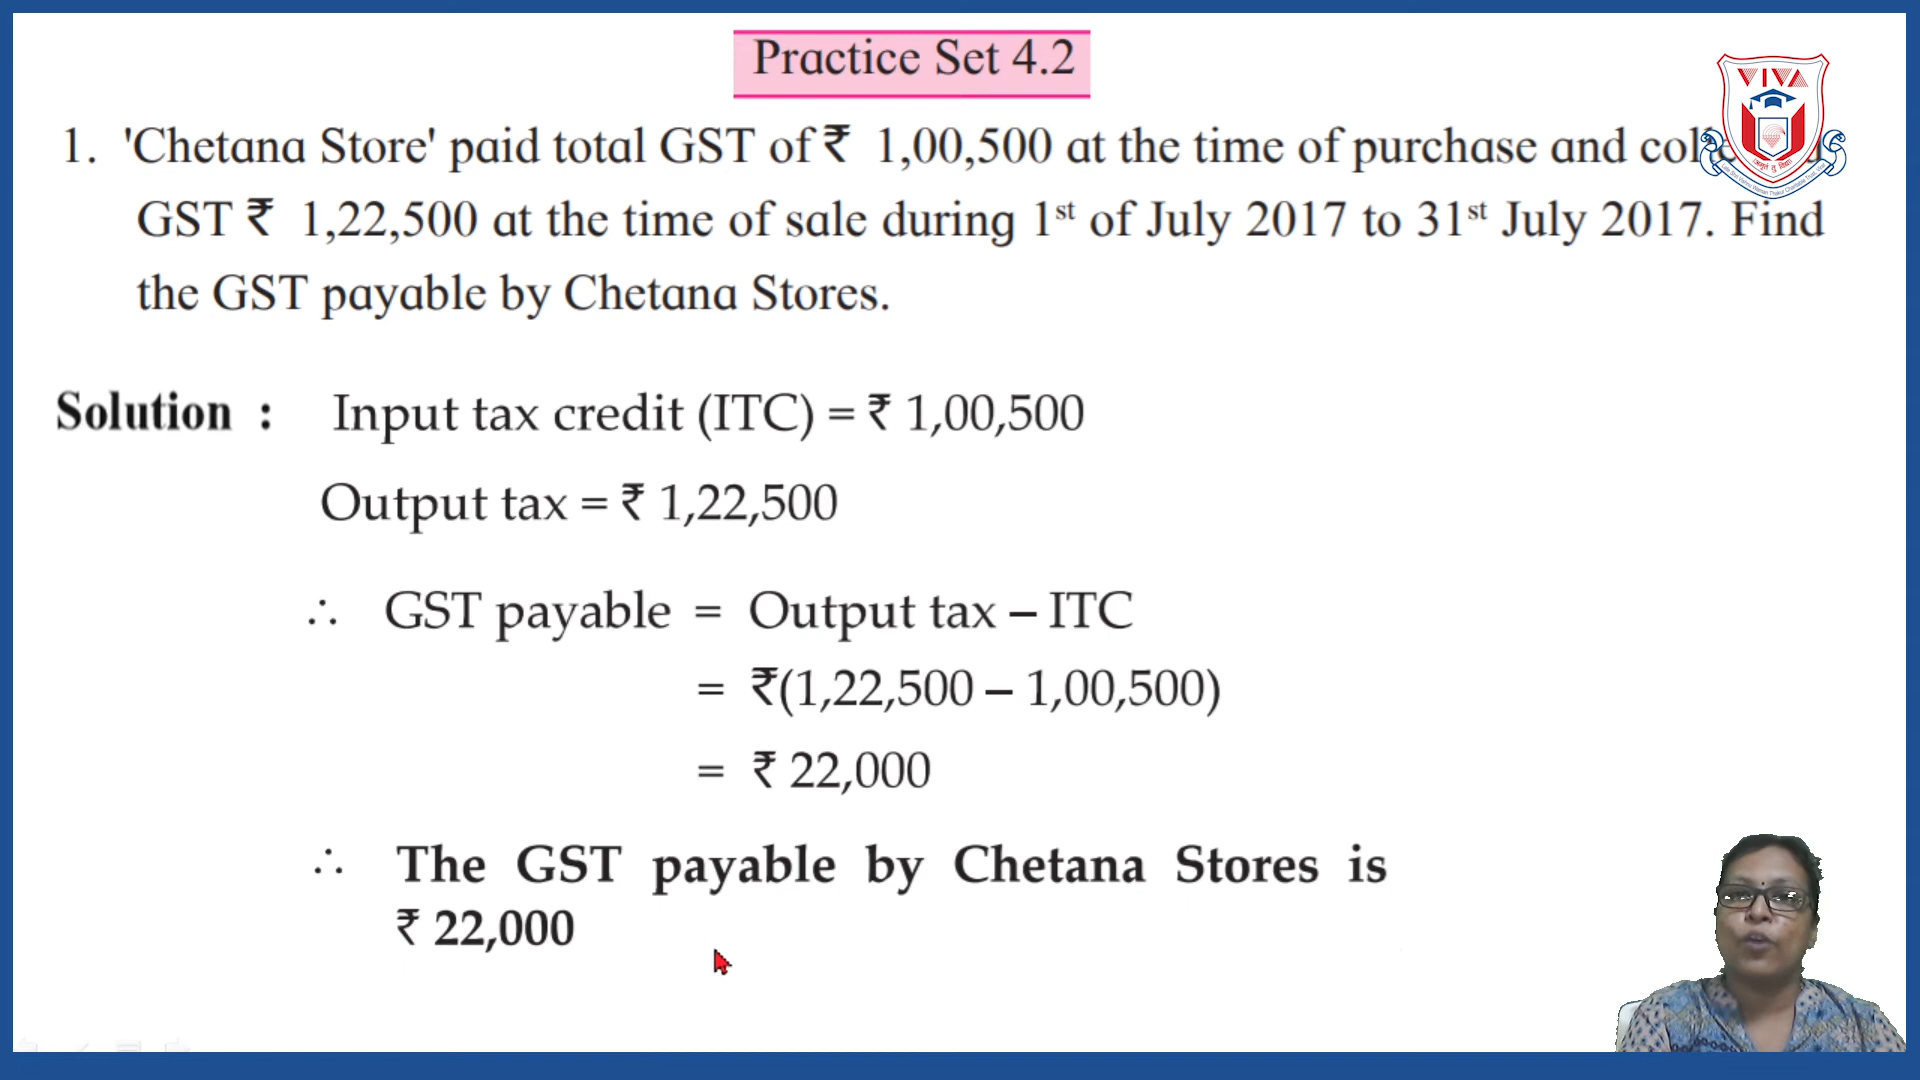 Practice Set 4.2
VIVA
1. 'Chetana Store' paid total GST of ₹ 1,00,500 at the time of purchase and
GST ₹ 1,22,500 at the time of sale during 1st of July 2017 to 31st July 2017. Find
the GST payable by Chetana Stores.
Solution : Input tax credit (ITC) = ₹ 1,00,500
Output tax = ₹ 1,22,500
∴ GST payable = Output tax – ITC
= ₹(1,22,500 – 1,00,500)
= ₹ 22,000
∴ The GST payable by Chetana Stores is
₹ 22,000